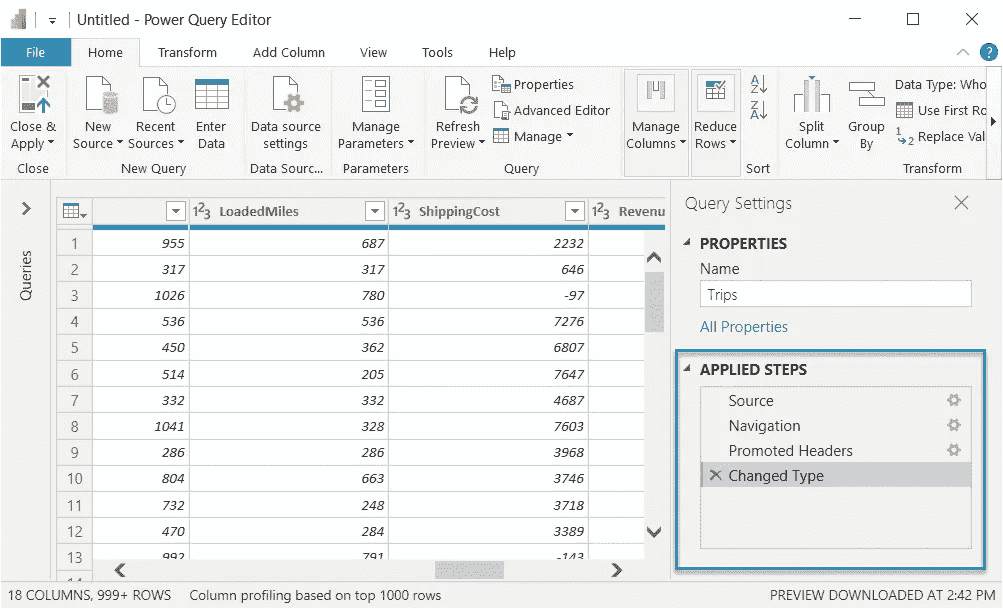 Untitled - Power Query Editor
File Home Transform Add Column View Tools Help
Close & Apply
New Source
Recent Sources
Enter Data
Data source settings
Manage Parameters
Refresh Preview
Properties
Advanced Editor
Manage
Manage Columns
Reduce Rows
Split Column
Group By
Data Type: Who
Use First Ro
Replace Val
Close New Query Data Sourc... Parameters Query Sort Transform
Queries
LoadedMiles ShippingCost Revenu
1 955 687 2232
2 317 317 646
3 1026 780 -97
4 536 536 7276
5 450 362 6807
6 514 205 7647
7 332 332 4687
8 1041 328 7603
9 286 286 3968
10 804 663 3746
11 732 248 3718
12 470 284 3389
13 992 791 -143
Query Settings
PROPERTIES
Name
Trips
All Properties
APPLIED STEPS
Source
Navigation
Promoted Headers
Changed Type
18 COLUMNS, 999+ ROWS Column profiling based on top 1000 rows PREVIEW DOWNLOADED AT 2:42 PM